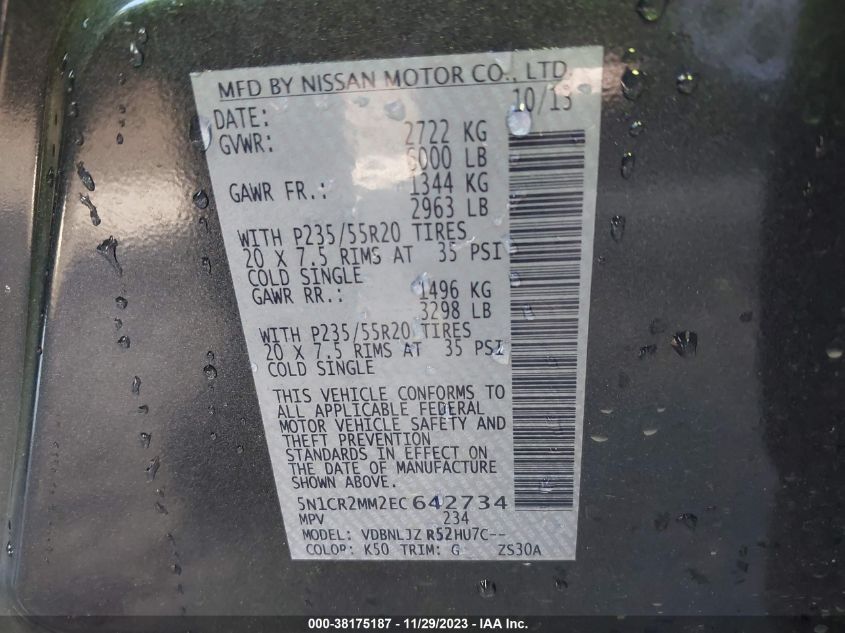 MFD BY NISSAN MOTOR CO., LTD.
DATE: 10/13
GVWR: 2722 KG
6000 LB
GAWR FR.: 1344 KG
2963 LB
WITH P235/55R20 TIRES
20 X 7.5 RIMS AT 35 PSI
COLD SINGLE
GAWR RR.: 1496 KG
3298 LB
WITH P235/55R20 TIRES
20 X 7.5 RIMS AT 35 PSI
COLD SINGLE
THIS VEHICLE CONFORMS TO
ALL APPLICABLE FEDERAL
MOTOR VEHICLE SAFETY AND
THEFT PREVENTION
STANDARDS IN EFFECT ON
THE DATE OF MANUFACTURE
SHOWN ABOVE.
5N1CR2MM2EC642734
MPV 234
MODEL: VDBNLJZ R52HU7C--
COLOR: K50 TRIM: G ZS30A
000-38175187 - 11/29/2023 - IAA Inc.